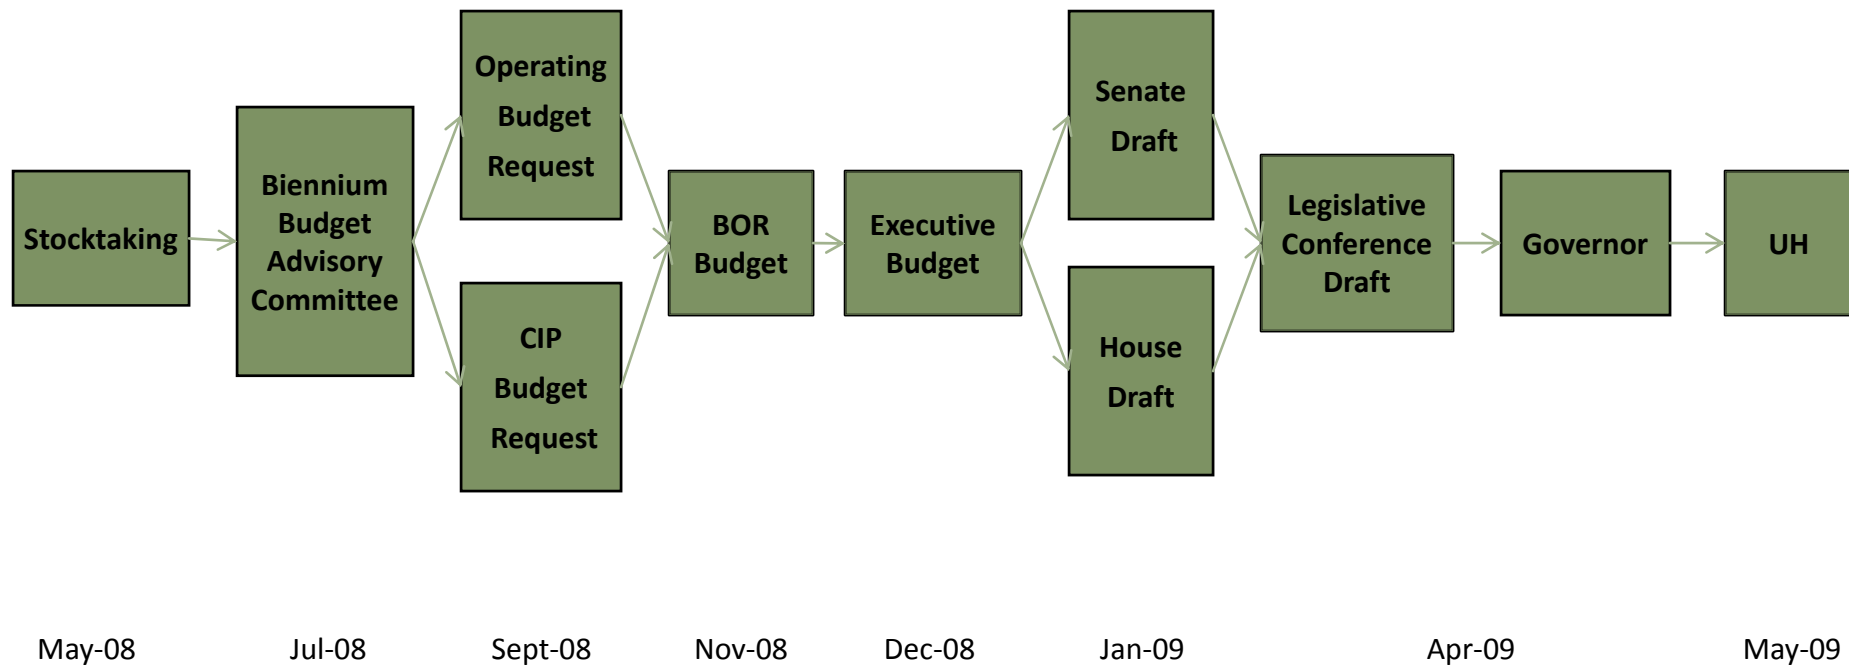 Stocktaking
Biennium
Budget
Advisory
Committee
Operating
Budget
Request
CIP
Budget
Request
BOR
Budget
Executive
Budget
Senate
Draft
House
Draft
Legislative
Conference
Draft
Governor
UH
May-08
Jul-08
Sept-08
Nov-08
Dec-08
Jan-09
Apr-09
May-09